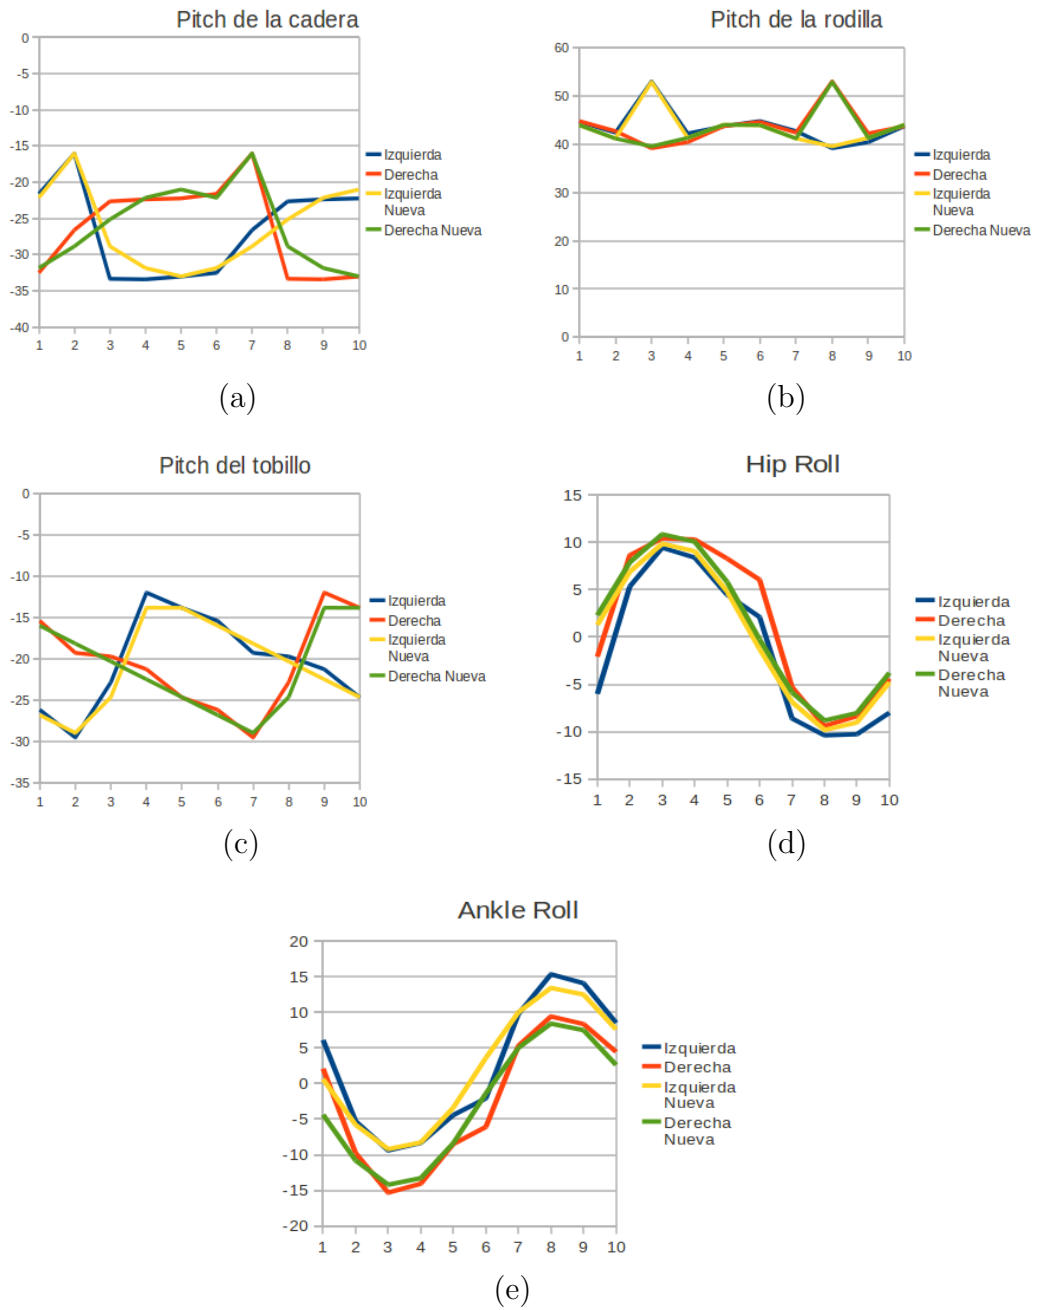 Pitch de la cadera
0
-5
-10
-15
-20
-25
-30
-35
-40
1 2 3 4 5 6 7 8 9 10
Izquierda
Derecha
Izquierda
Nueva
Derecha Nueva
(a)
Pitch de la rodilla
60
50
40
30
20
10
0
1 2 3 4 5 6 7 8 9 10
Izquierda
Derecha
Izquierda
Nueva
Derecha Nueva
(b)
Pitch del tobillo
0
-5
-10
-15
-20
-25
-30
-35
1 2 3 4 5 6 7 8 9 10
Izquierda
Derecha
Izquierda
Nueva
Derecha Nueva
(c)
Hip Roll
15
10
5
0
-5
-10
-15
1 2 3 4 5 6 7 8 9 10
Izquierda
Derecha
Izquierda
Nueva
Derecha
Nueva
(d)
Ankle Roll
20
15
10
5
0
-5
-10
-15
-20
1 2 3 4 5 6 7 8 9 10
Izquierda
Derecha
Izquierda
Nueva
Derecha
Nueva
(e)